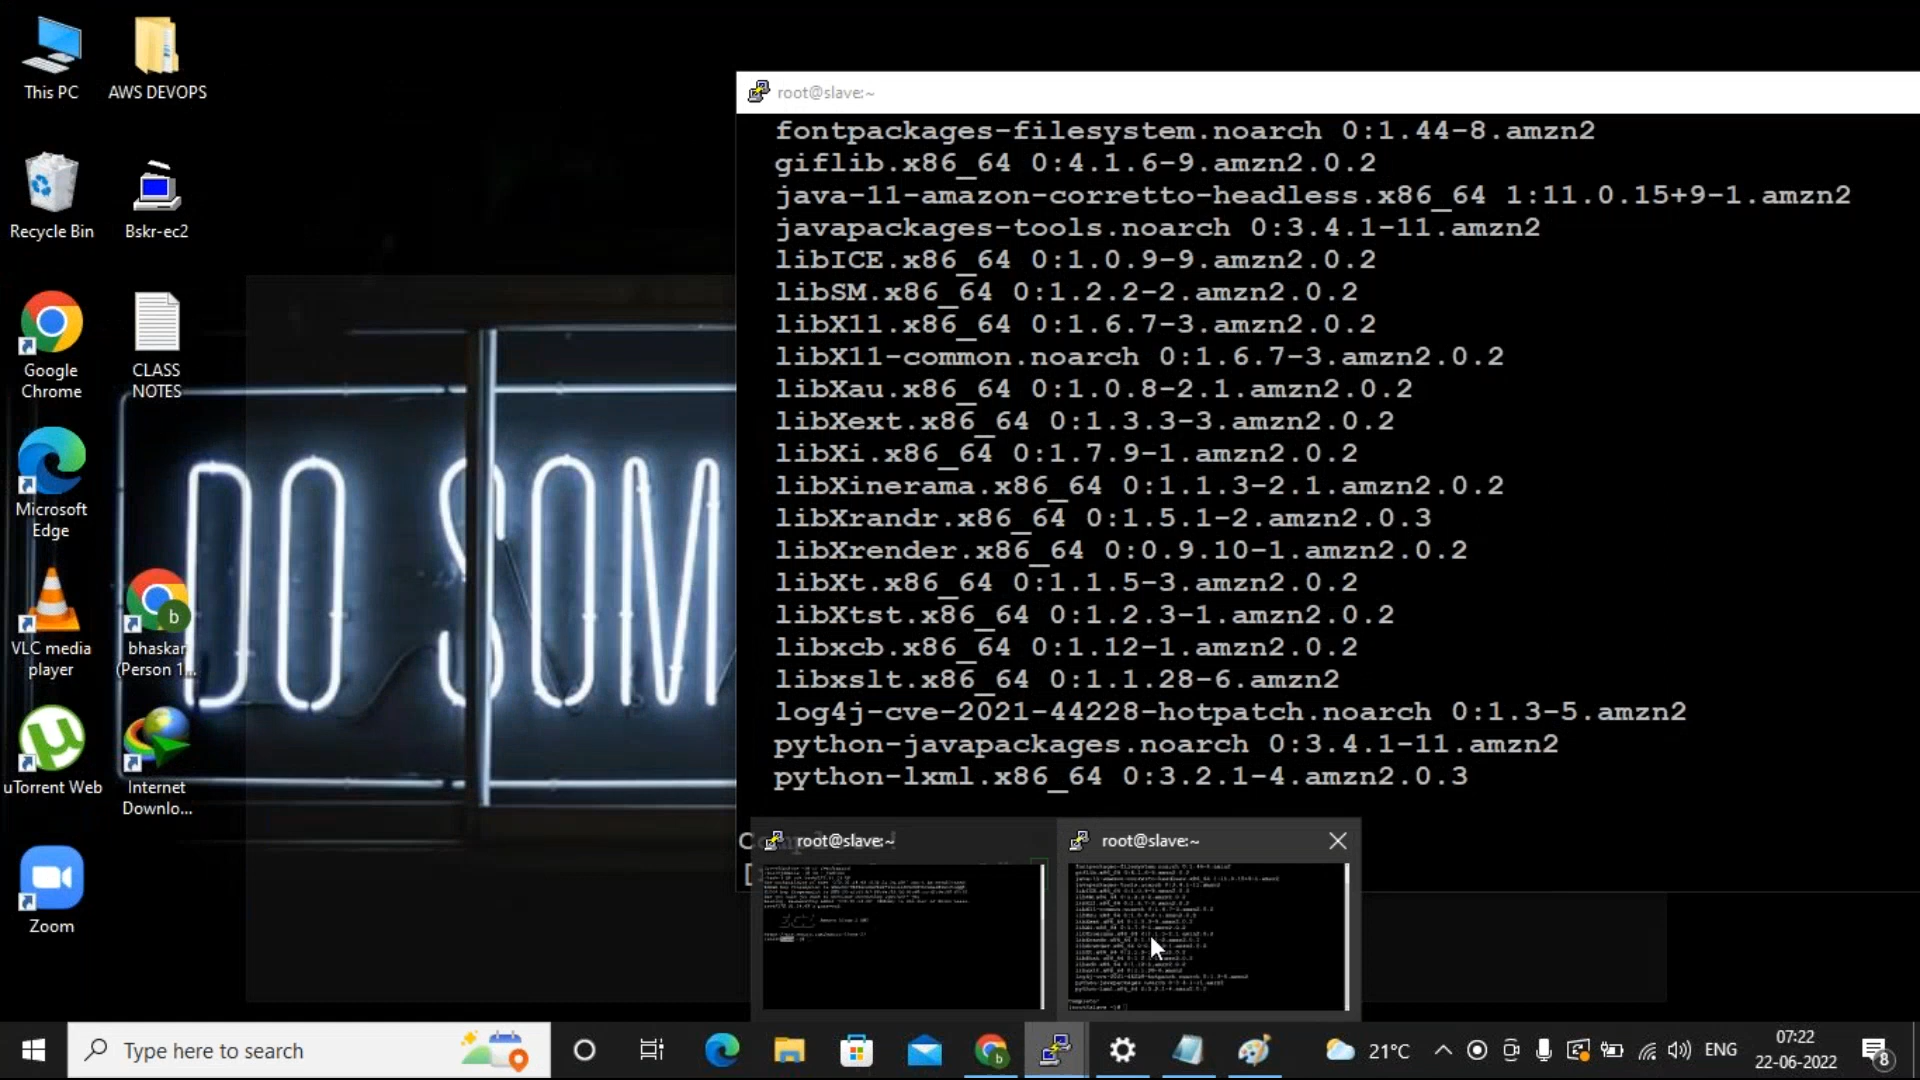 This PC
AWS DEVOPS
Recycle Bin
Bskr-ec2
Google
Chrome
CLASS
NOTES
Microsoft
Edge
VLC media
player
b
bhaskar
(Person 1...
uTorrent Web
Internet
Downlo...
Zoom
DO SOM
root@slave:~
fontpackages-filesystem.noarch 0:1.44-8.amzn2
giflib.x86_64 0:4.1.6-9.amzn2.0.2
java-11-amazon-corretto-headless.x86_64 1:11.0.15+9-1.amzn2
javapackages-tools.noarch 0:3.4.1-11.amzn2
libICE.x86_64 0:1.0.9-9.amzn2.0.2
libSM.x86_64 0:1.2.2-2.amzn2.0.2
libX11.x86_64 0:1.6.7-3.amzn2.0.2
libX11-common.noarch 0:1.6.7-3.amzn2.0.2
libXau.x86_64 0:1.0.8-2.1.amzn2.0.2
libXext.x86_64 0:1.3.3-3.amzn2.0.2
libXi.x86_64 0:1.7.9-1.amzn2.0.2
libXinerama.x86_64 0:1.1.3-2.1.amzn2.0.2
libXrandr.x86_64 0:1.5.1-2.amzn2.0.3
libXrender.x86_64 0:0.9.10-1.amzn2.0.2
libXt.x86_64 0:1.1.5-3.amzn2.0.2
libXtst.x86_64 0:1.2.3-1.amzn2.0.2
libxcb.x86_64 0:1.12-1.amzn2.0.2
libxslt.x86_64 0:1.1.28-6.amzn2
log4j-cve-2021-44228-hotpatch.noarch 0:1.3-5.amzn2
python-javapackages.noarch 0:3.4.1-11.amzn2
python-lxml.x86_64 0:3.2.1-4.amzn2.0.3
root@slave:~
root@slave:~
Type here to search
b
21°C
ENG
07:22
22-06-2022
8